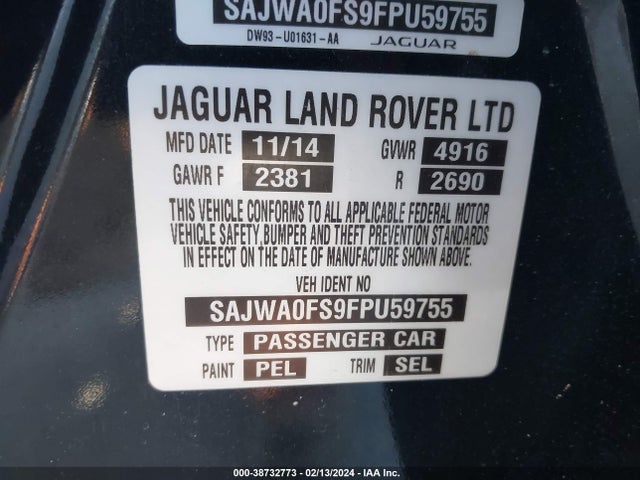 SAJWA0FS9FPU59755
DW93-U01631-AA JAGUAR
JAGUAR LAND ROVER LTD
MFD DATE 11/14 GVWR 4916
GAWR F 2381 R 2690
THIS VEHICLE CONFORMS TO ALL APPLICABLE FEDERAL MOTOR
VEHICLE SAFETY,BUMPER AND THEFT PREVENTION STANDARDS
IN EFFECT ON THE DATE OF MANUFACTURE SHOWN ABOVE.
VEH IDENT NO
SAJWA0FS9FPU59755
TYPE PASSENGER CAR
PAINT PEL TRIM SEL
000-38732773 - 02/13/2024 - IAA Inc.